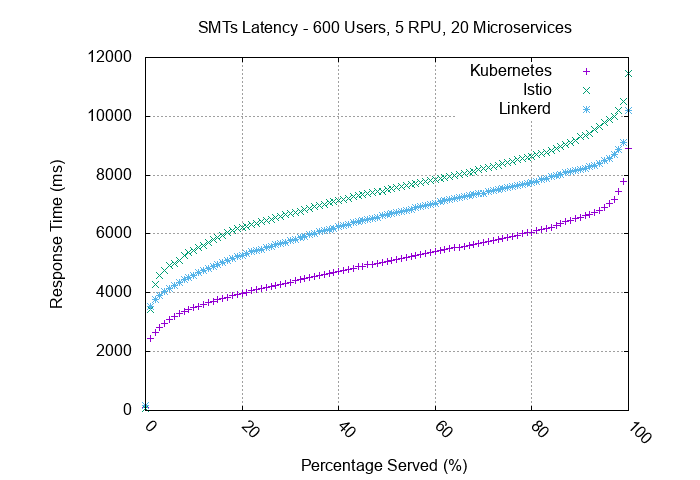 SMTs Latency - 600 Users, 5 RPU, 20 Microservices
12000
10000
8000
6000
4000
2000
0
Response Time (ms)
Kubernetes
Istio
Linkerd
0
20
40
60
80
100
Percentage Served (%)